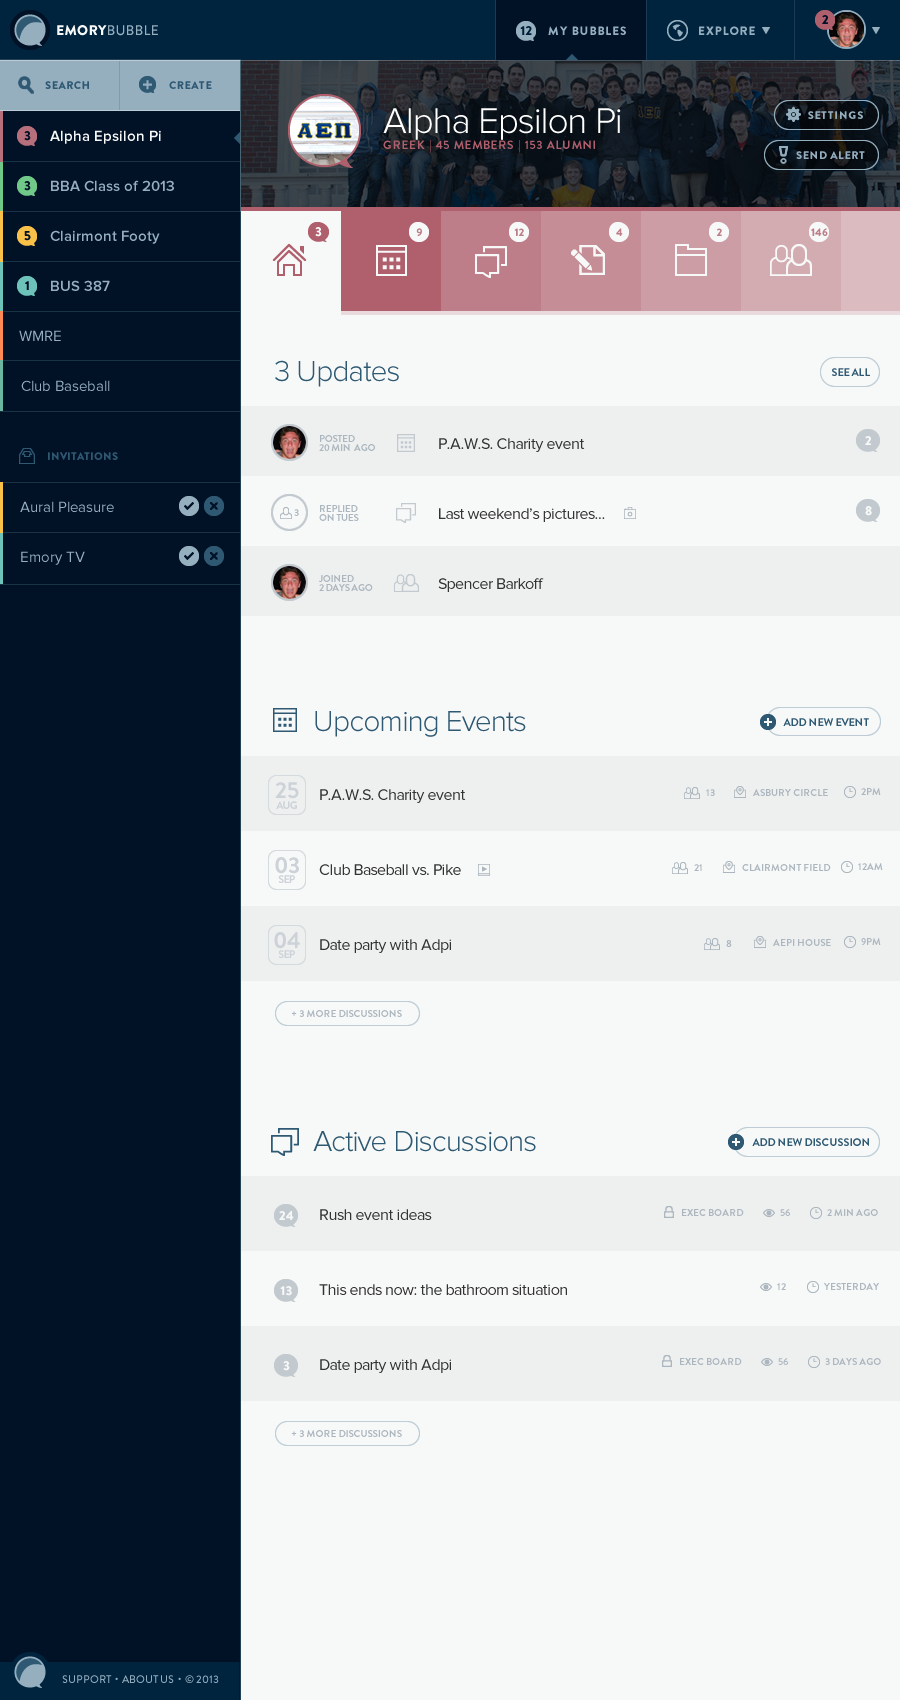 EMORYBUBBLE
12 MY BUBBLES
EXPLORE ▼
2
▼
SEARCH
CREATE
3 Alpha Epsilon Pi
3 BBA Class of 2013
5 Clairmont Footy
1 BUS 387
WMRE
Club Baseball
INVITATIONS
Aural Pleasure
Emory TV
ΑΕΠ
Alpha Epsilon Pi
GREEK | 45 MEMBERS | 153 ALUMNI
SETTINGS
SEND ALERT
3
9
12
4
2
146
3 Updates
SEE ALL
POSTED
20 MIN AGO
P.A.W.S. Charity event
2
3
REPLIED
ON TUES
Last weekend’s pictures...
8
JOINED
2 DAYS AGO
Spencer Barkoff
Upcoming Events
ADD NEW EVENT
25
AUG
P.A.W.S. Charity event
13
ASBURY CIRCLE
2PM
03
SEP
Club Baseball vs. Pike
21
CLAIRMONT FIELD
12AM
04
SEP
Date party with Adpi
8
AEPI HOUSE
9PM
+ 3 MORE DISCUSSIONS
Active Discussions
ADD NEW DISCUSSION
24
Rush event ideas
EXEC BOARD
56
2 MIN AGO
13
This ends now: the bathroom situation
12
YESTERDAY
3
Date party with Adpi
EXEC BOARD
56
3 DAYS AGO
+ 3 MORE DISCUSSIONS
SUPPORT • ABOUT US • © 2013